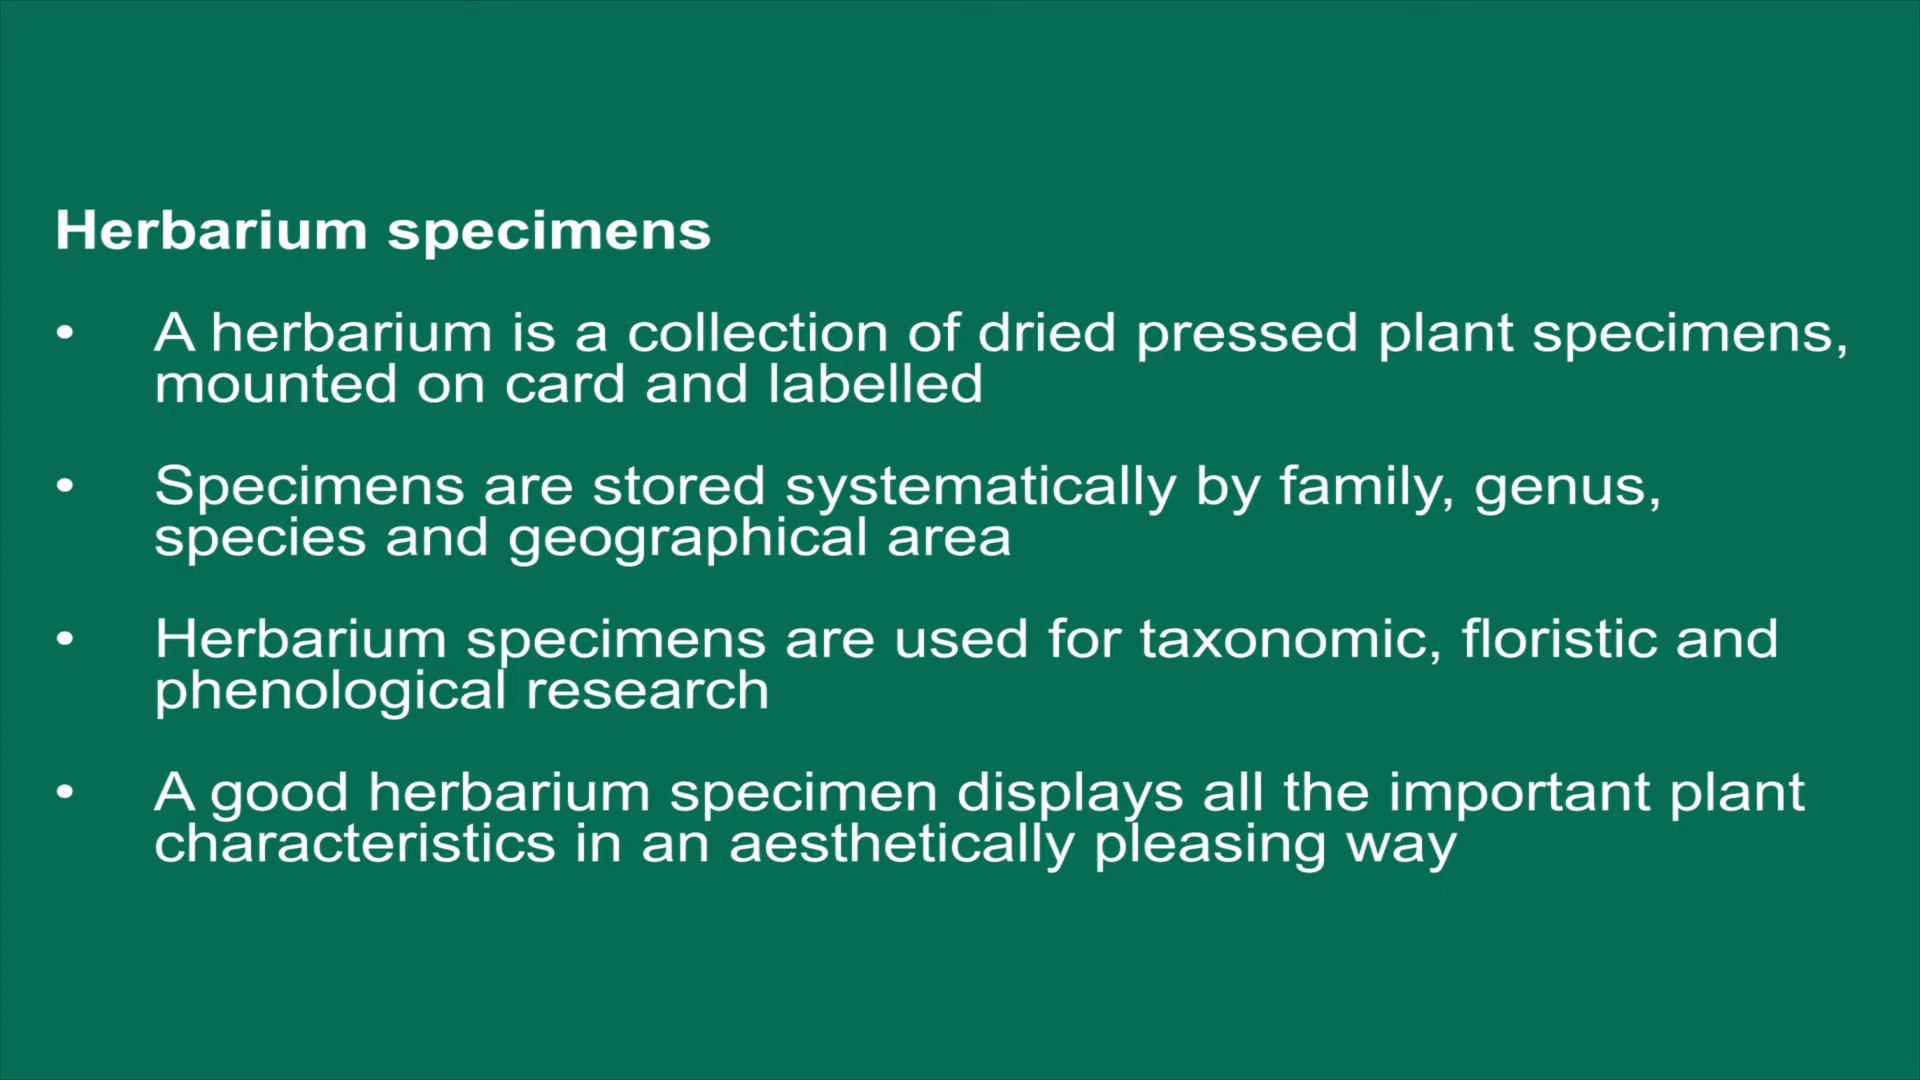 Herbarium specimens
• A herbarium is a collection of dried pressed plant specimens,
mounted on card and labelled
• Specimens are stored systematically by family, genus,
species and geographical area
• Herbarium specimens are used for taxonomic, floristic and
phenological research
• A good herbarium specimen displays all the important plant
characteristics in an aesthetically pleasing way